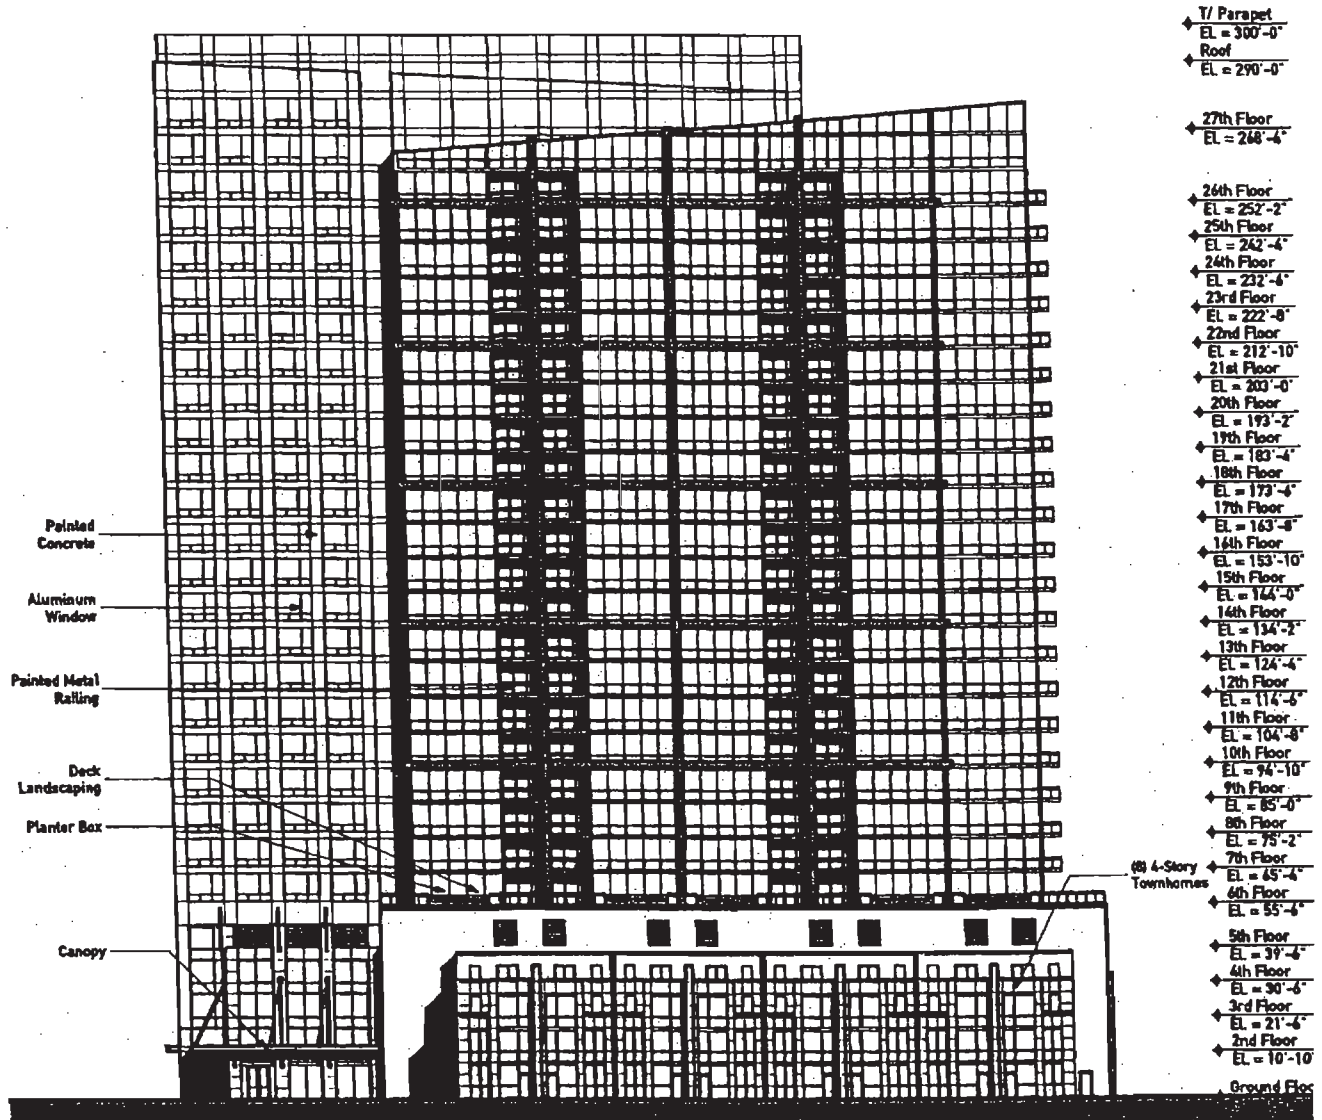 T/ Parapet
EL = 300'-0"
Roof
EL = 290'-0"
27th Floor
EL = 268'-4"
26th Floor
EL = 252'-2"
25th Floor
EL = 242'-4"
24th Floor
EL = 232'-6"
23rd Floor
EL = 222'-8"
22nd Floor
EL = 212'-10"
21st Floor
EL = 203'-0"
20th Floor
EL = 193'-2"
19th Floor
EL = 183'-4"
18th Floor
EL = 173'-6"
17th Floor
EL = 163'-8"
16th Floor
EL = 153'-10"
15th Floor
EL = 144'-0"
14th Floor
EL = 134'-2"
13th Floor
EL = 124'-4"
12th Floor
EL = 114'-6"
11th Floor
EL = 104'-8"
10th Floor
EL = 94'-10"
9th Floor
EL = 85'-0"
8th Floor
EL = 75'-2"
7th Floor
EL = 65'-4"
6th Floor
EL = 55'-6"
5th Floor
EL = 39'-6"
4th Floor
EL = 30'-6"
3rd Floor
EL = 21'-6"
2nd Floor
EL = 10'-10
Ground Floo
Painted
Concrete
Aluminum
Window
Painted Metal
Railing
Deck
Landscaping
Planter Box
Canopy
(8) 4-Story
Townhomes